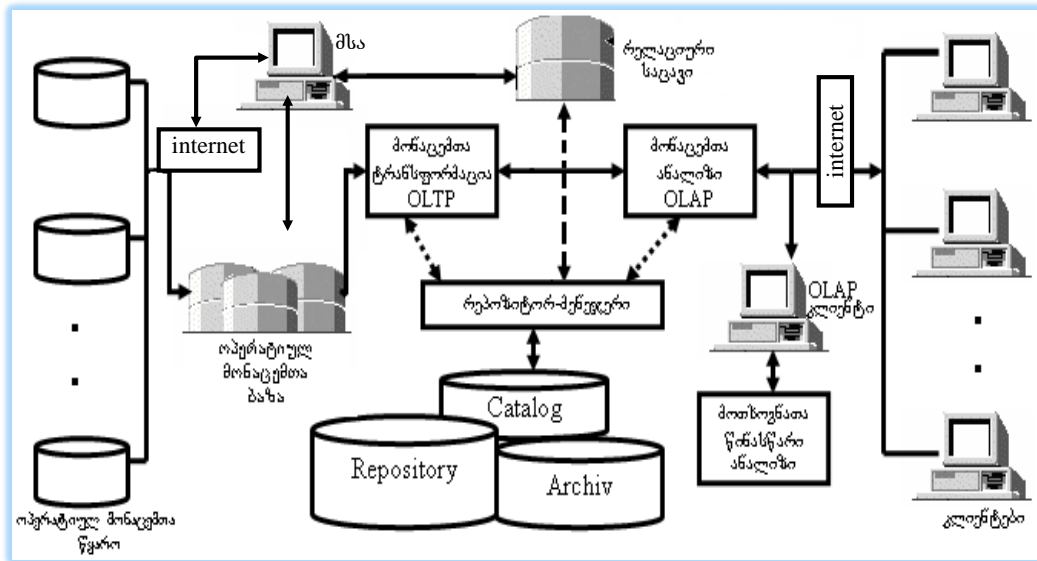 მსა
რელაციური
საცავი
internet
მონაცემთა
ტრანსფორმაცია
OLTP
მონაცემთა
ანალიზი
OLAP
internet
რეპოზიტორ-მენეჯერი
OLAP
კლიენტი
ოპერატიულ
მონაცემთა
ბაზა
Catalog
Repository
Archiv
მოთხოვნათა
წინასწარი
ანალიზი
ოპერატიულ მონაცემთა
წყარო
კლიენტები